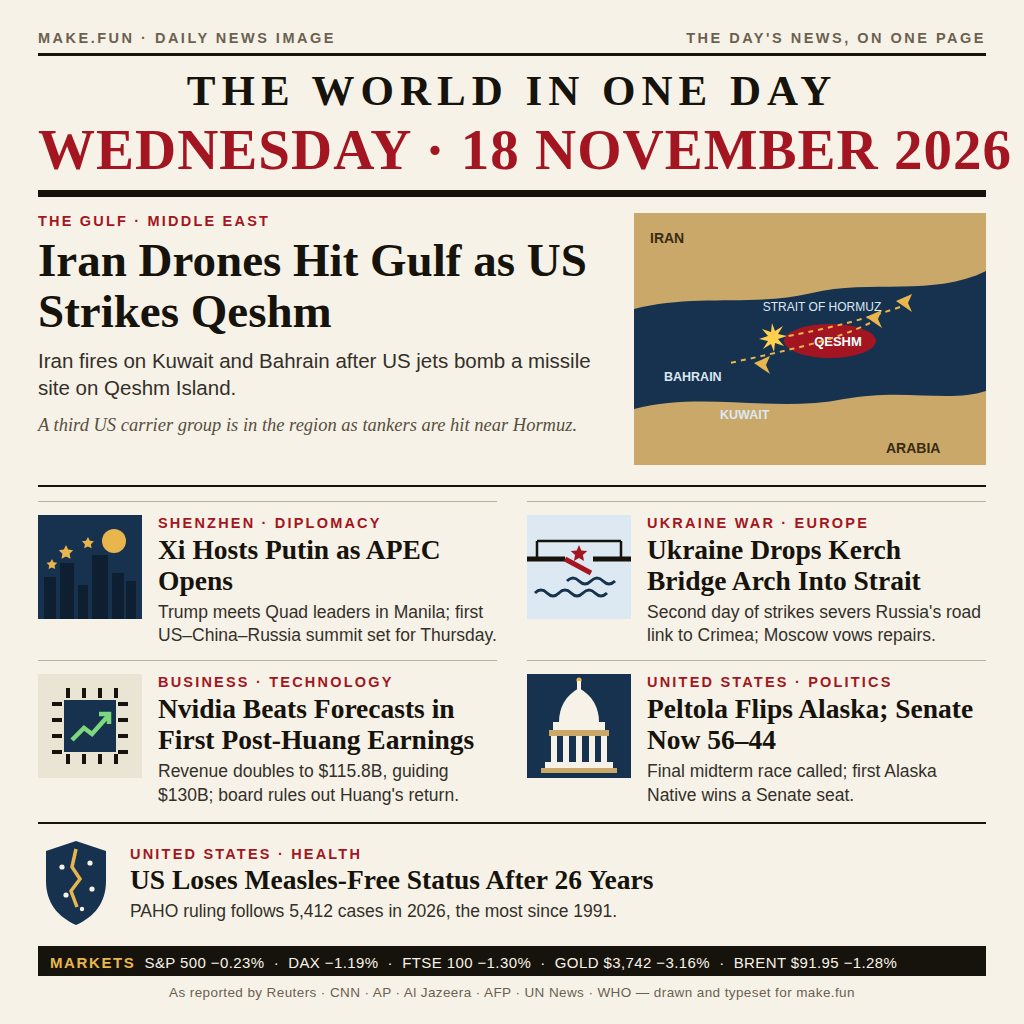 MAKE.FUN · DAILY NEWS IMAGE
THE DAY'S NEWS, ON ONE PAGE
THE WORLD IN ONE DAY
WEDNESDAY · 18 NOVEMBER 2026
THE GULF · MIDDLE EAST
Iran Drones Hit Gulf as US
Strikes Qeshm
Iran fires on Kuwait and Bahrain after US jets bomb a missile
site on Qeshm Island.
A third US carrier group is in the region as tankers are hit near Hormuz.
IRAN
STRAIT OF HORMUZ
QESHM
BAHRAIN
KUWAIT
ARABIA
SHENZHEN · DIPLOMACY
Xi Hosts Putin as APEC
Opens
Trump meets Quad leaders in Manila; first
US–China–Russia summit set for Thursday.
UKRAINE WAR · EUROPE
Ukraine Drops Kerch
Bridge Arch Into Strait
Second day of strikes severs Russia's road
link to Crimea; Moscow vows repairs.
BUSINESS · TECHNOLOGY
Nvidia Beats Forecasts in
First Post-Huang Earnings
Revenue doubles to $115.8B, guiding
$130B; board rules out Huang's return.
UNITED STATES · POLITICS
Peltola Flips Alaska; Senate
Now 56–44
Final midterm race called; first Alaska
Native wins a Senate seat.
UNITED STATES · HEALTH
US Loses Measles-Free Status After 26 Years
PAHO ruling follows 5,412 cases in 2026, the most since 1991.
MARKETS S&P 500 −0.23% · DAX −1.19% · FTSE 100 −1.30% · GOLD $3,742 −3.16% · BRENT $91.95 −1.28%
As reported by Reuters · CNN · AP · Al Jazeera · AFP · UN News · WHO — drawn and typeset for make.fun